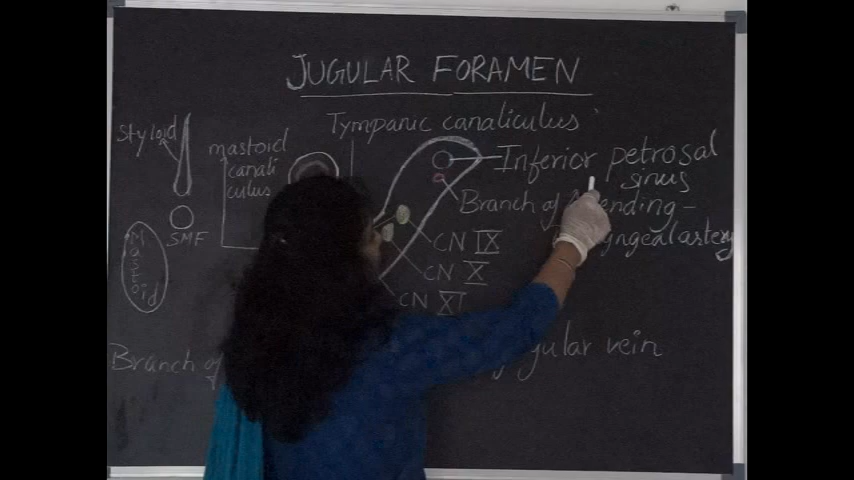 JUGULAR FORAMEN
Tympanic canaliculus
Styloid
mastoid
canali
culus
Inferior petrosal
sinus
Branch of
SMF
Mastoid
CN IX
CN X
CN XI
Branch of
vein